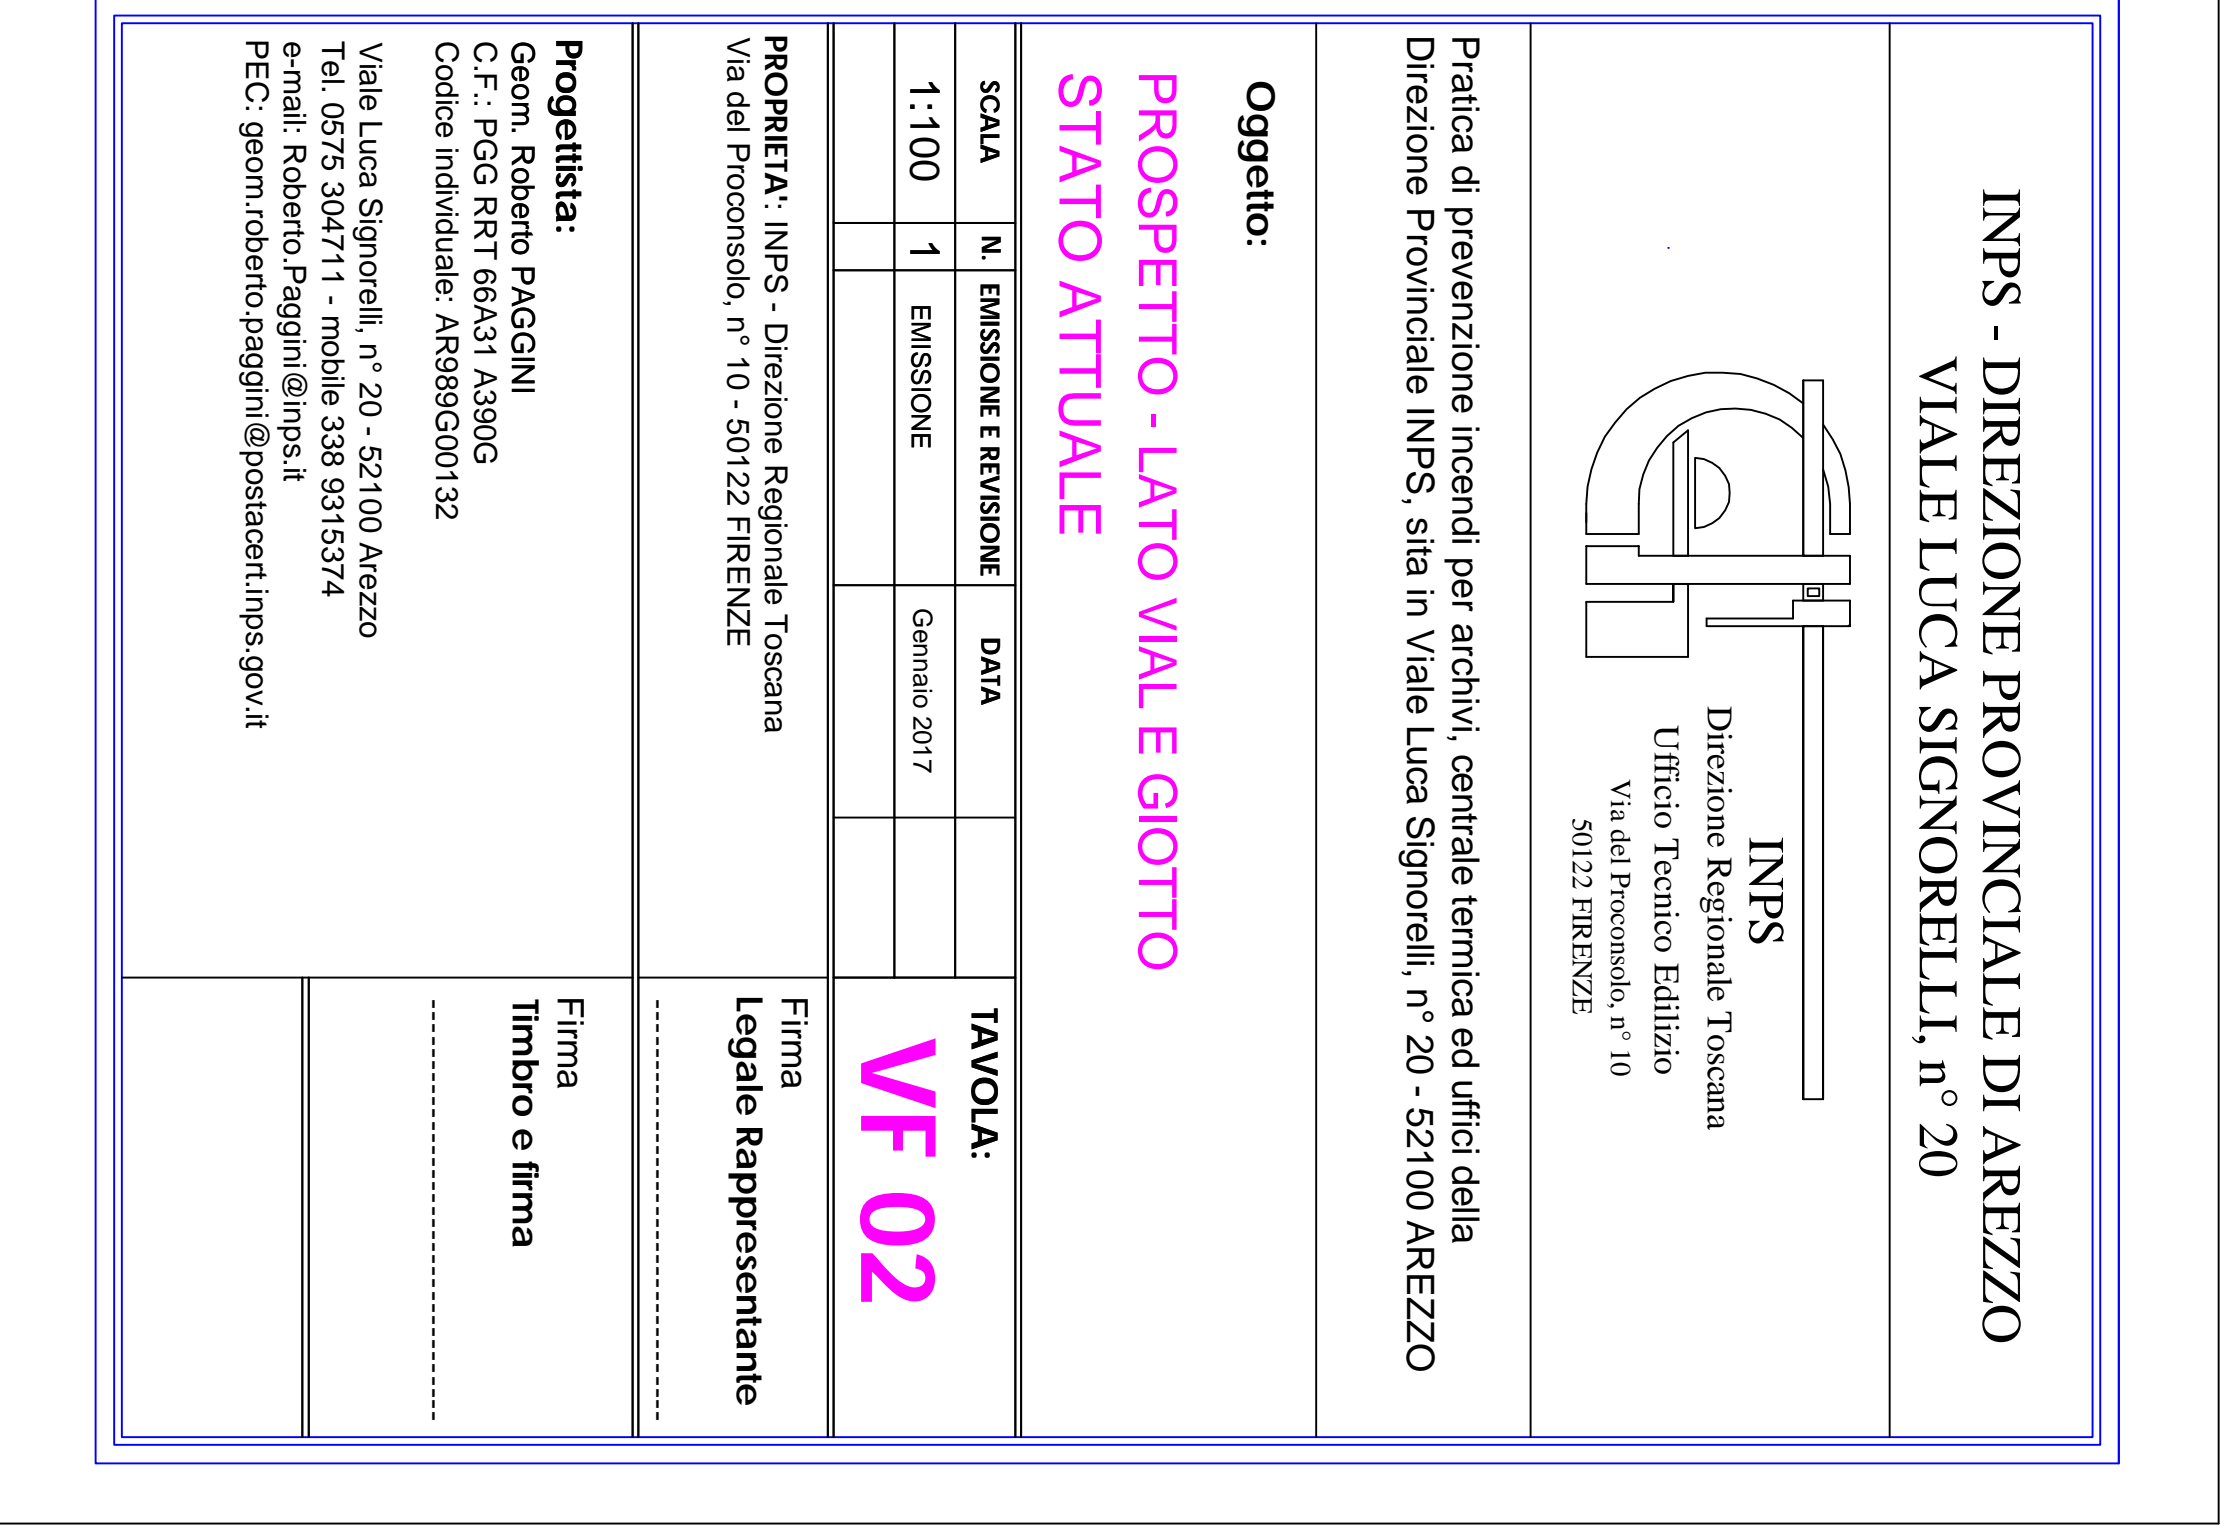 INPS - DIREZIONE PROVINCIALE DI AREZZO
VIALE LUCA SIGNORELLI, n° 20
INPS
Direzione Regionale Toscana
Ufficio Tecnico Edilizio
Via del Proconsolo, n° 10
50122 FIRENZE
Pratica di prevenzione incendi per archivi, centrale termica ed uffici della
Direzione Provinciale INPS, sita in Viale Luca Signorelli, n° 20 - 52100 AREZZO
Oggetto:
PROSPETTO - LATO VIAL E GIOTTO
STATO ATTUALE
SCALA N. EMISSIONE E REVISIONE DATA
1:100 1 EMISSIONE Gennaio 2017
TAVOLA:
VF 02
PROPRIETA': INPS - Direzione Regionale Toscana
Via del Proconsolo, n° 10 - 50122 FIRENZE
Firma
Legale Rappresentante
Progettista:
Geom. Roberto PAGGINI
C.F.: PGG RRT 66A31 A390G
Codice individuale: AR989G00132
Viale Luca Signorelli, n° 20 - 52100 Arezzo
Tel. 0575 304711 - mobile 338 9315374
e-mail: Roberto.Paggini@inps.it
PEC: geom.roberto.paggini@postacert.inps.gov.it
Firma
Timbro e firma